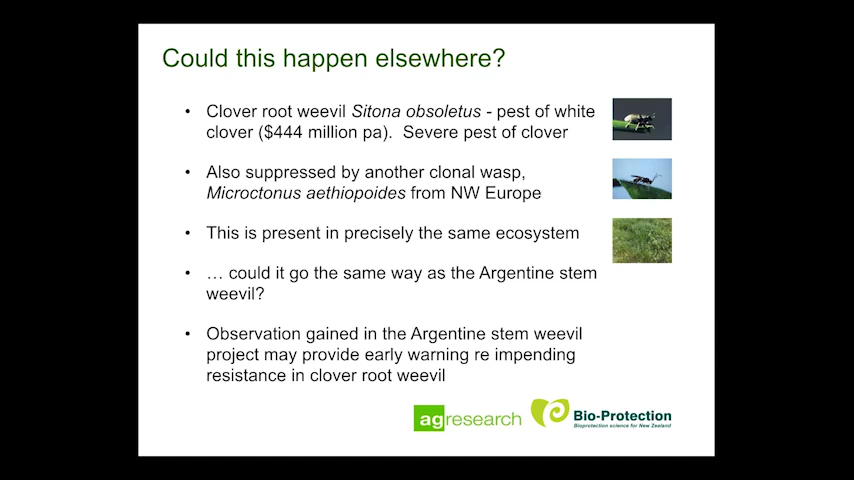 Could this happen elsewhere?
• Clover root weevil Sitona obsoletus - pest of white
clover ($444 million pa). Severe pest of clover
• Also suppressed by another clonal wasp,
Microctonus aethiopoides from NW Europe
• This is present in precisely the same ecosystem
• … could it go the same way as the Argentine stem
weevil?
• Observation gained in the Argentine stem weevil
project may provide early warning re impending
resistance in clover root weevil
agresearch
Bio-Protection
Bioprotection science for New Zealand